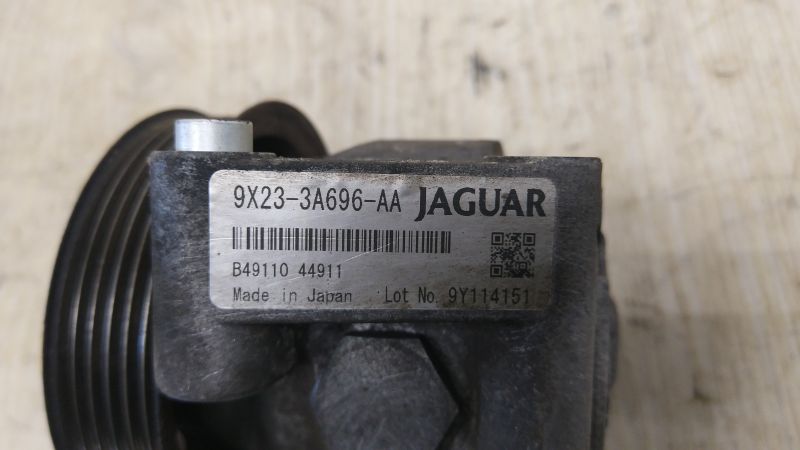 9X23-3A696-AA JAGUAR
B49110 44911
Made in Japan Lot No. 9Y114151